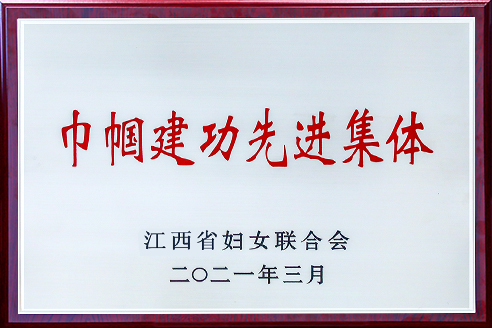 巾帼建功先进集体
江西省妇女联合会
二〇二一年三月